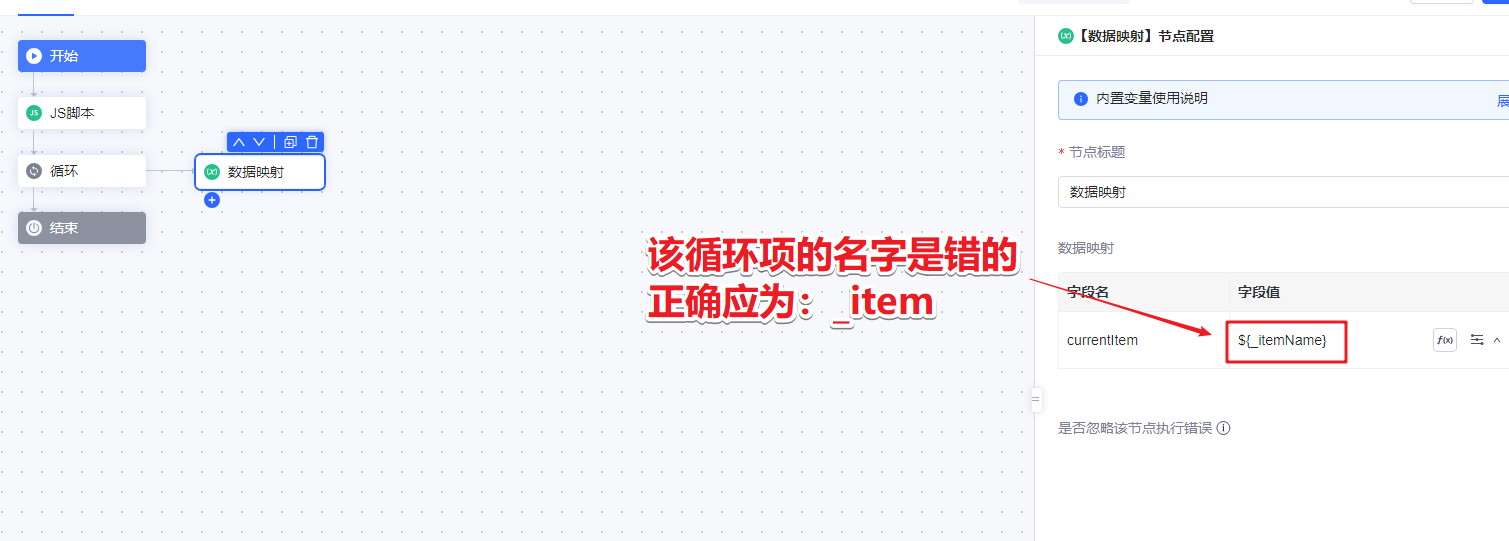 开始
JS脚本
循环
数据映射
结束
该循环项的名字是错的
正确应为：_item
【数据映射】节点配置
内置变量使用说明
展
* 节点标题
数据映射
数据映射
字段名 字段值
currentItem ${_itemName} f(x)
是否忽略该节点执行错误